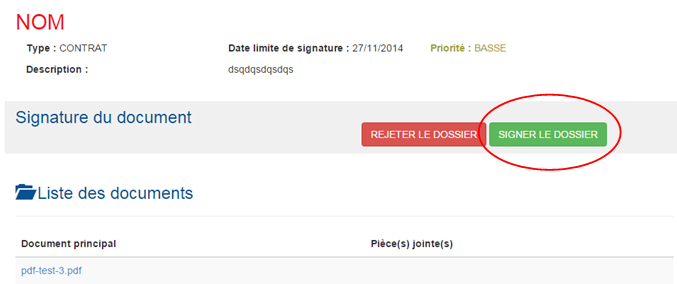 NOM
Type : CONTRAT Date limite de signature : 27/11/2014 Priorité : BASSE
Description : dsqdqsdqsdqs
Signature du document REJETER LE DOSSIER SIGNER LE DOSSIER
Liste des documents
Document principal Pièce(s) jointe(s)
pdf-test-3.pdf